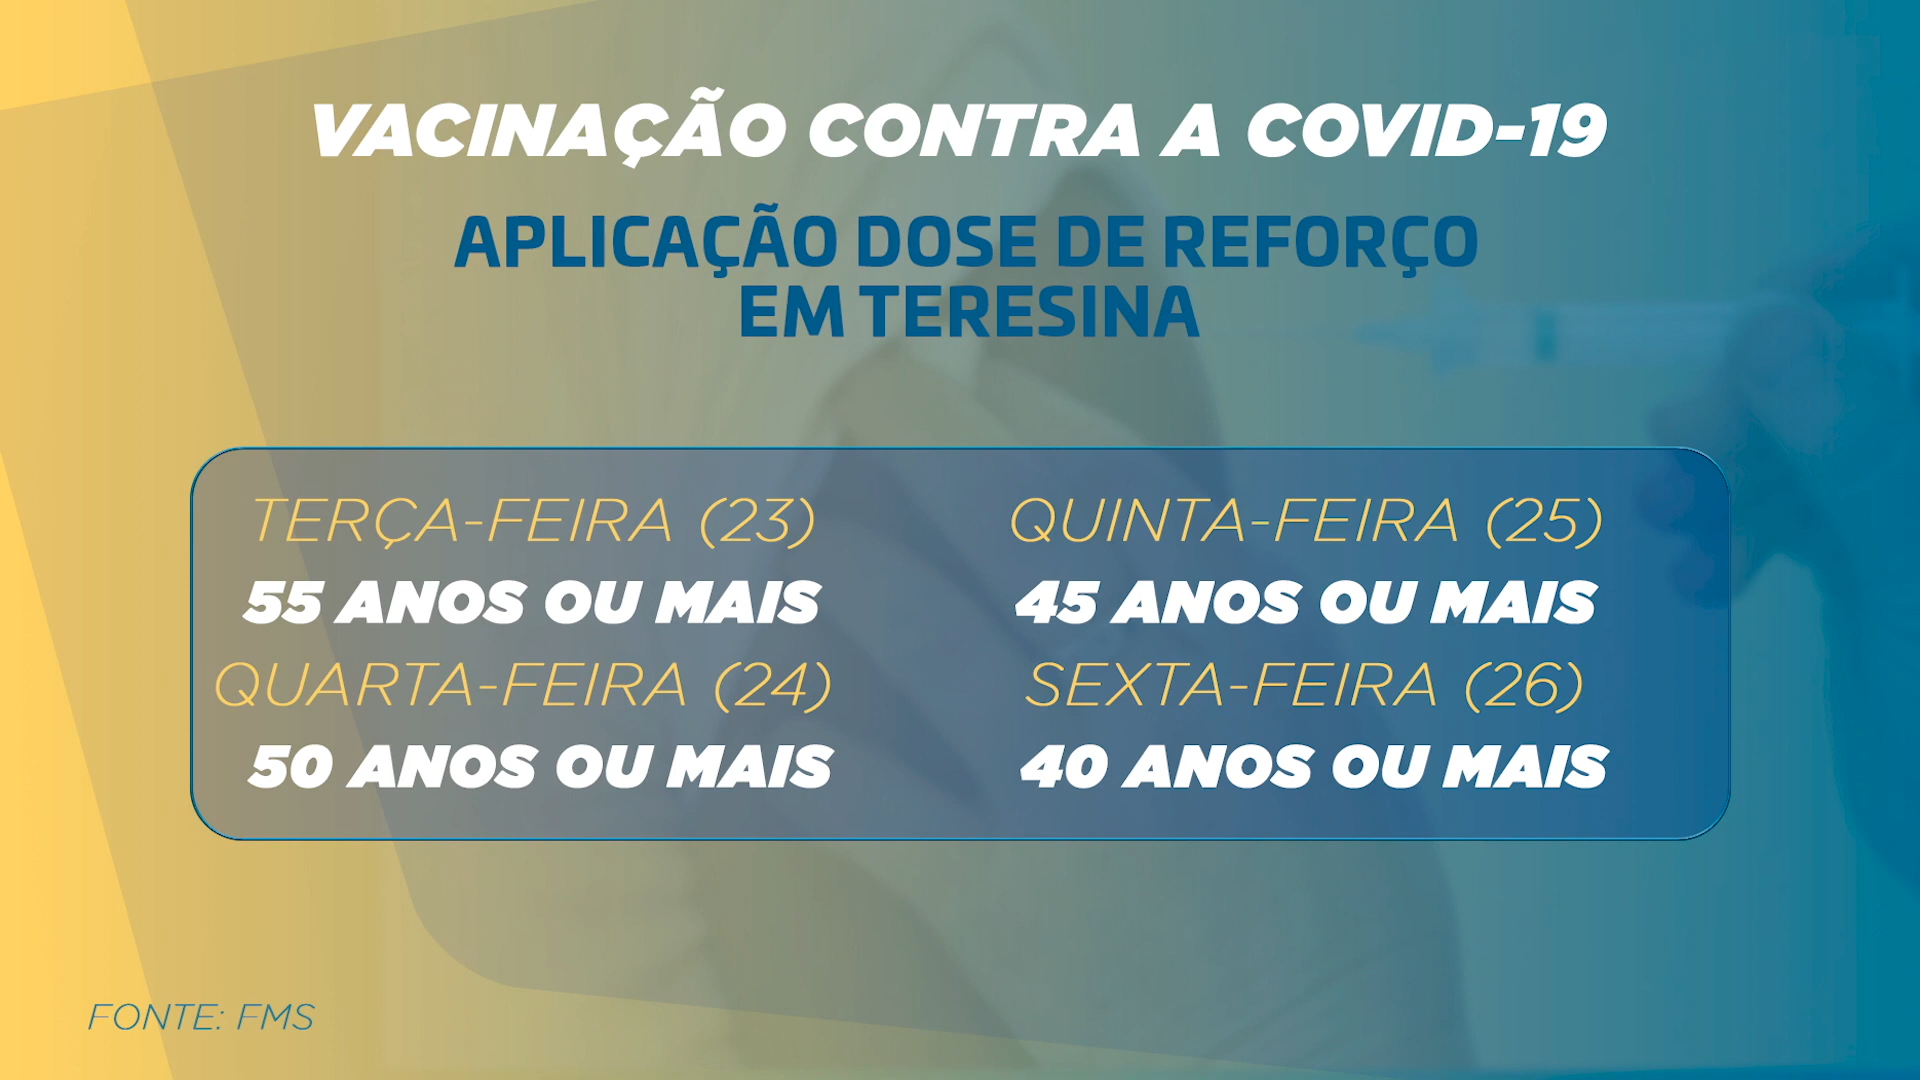 VACINAÇÃO CONTRA A COVID-19
APLICAÇÃO DOSE DE REFORÇO
EM TERESINA
TERÇA-FEIRA (23)
55 ANOS OU MAIS
QUARTA-FEIRA (24)
50 ANOS OU MAIS
QUINTA-FEIRA (25)
45 ANOS OU MAIS
SEXTA-FEIRA (26)
40 ANOS OU MAIS
FONTE: FMS